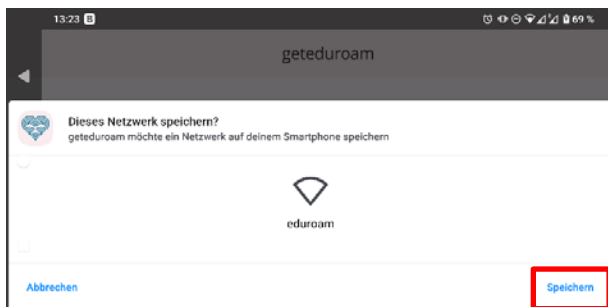 13:23 B 69 %
geteduroam
Dieses Netzwerk speichern?
geteduroam möchte ein Netzwerk auf deinem Smartphone speichern
eduroam
Abbrechen Speichern